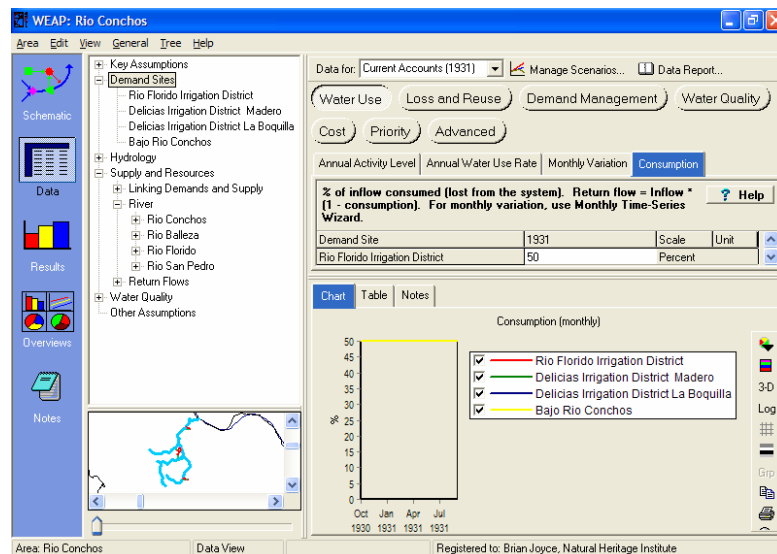 WEAP: Rio Conchos
Area Edit View General Tree Help
Schematic
Data
Results
Overviews
Notes
Key Assumptions
Demand Sites
Rio Florido Irrigation District
Delicias Irrigation District Madero
Delicias Irrigation District La Boquilla
Bajo Rio Conchos
Hydrology
Supply and Resources
Linking Demands and Supply
River
Rio Conchos
Rio Balleza
Rio Florido
Rio San Pedro
Return Flows
Water Quality
Other Assumptions
Data for: Current Accounts (1931) Manage Scenarios... Data Report...
Water Use Loss and Reuse Demand Management Water Quality
Cost Priority Advanced
Annual Activity Level Annual Water Use Rate Monthly Variation Consumption
% of inflow consumed (lost from the system). Return flow = Inflow *
(1 - consumption). For monthly variation, use Monthly Time-Series
Wizard.
? Help
Demand Site 1931 Scale Unit
Rio Florido Irrigation District 50 Percent
Chart Table Notes
Consumption (monthly)
50
45
40
35
30
25
20
15
10
5
0
%
Oct Jan Apr Jul
1930 1931 1931 1931
Rio Florido Irrigation District
Delicias Irrigation District Madero
Delicias Irrigation District La Boquilla
Bajo Rio Conchos
3-D
Log
Grp
Area: Rio Conchos Data View Registered to: Brian Joyce, Natural Heritage Institute